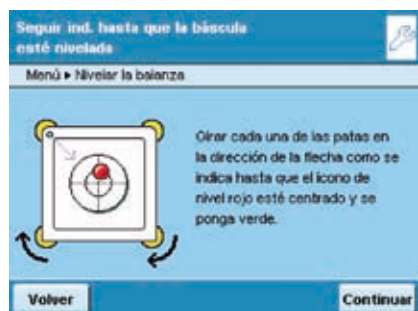 Seguir ind. hasta que la báscula
esté nivelada
Menú ▸ Nivelar la balanza
Girar cada una de las patas en
la dirección de la flecha como se
indica hasta que el icono de
nivel rojo esté centrado y se
ponga verde.
Volver
Continuar